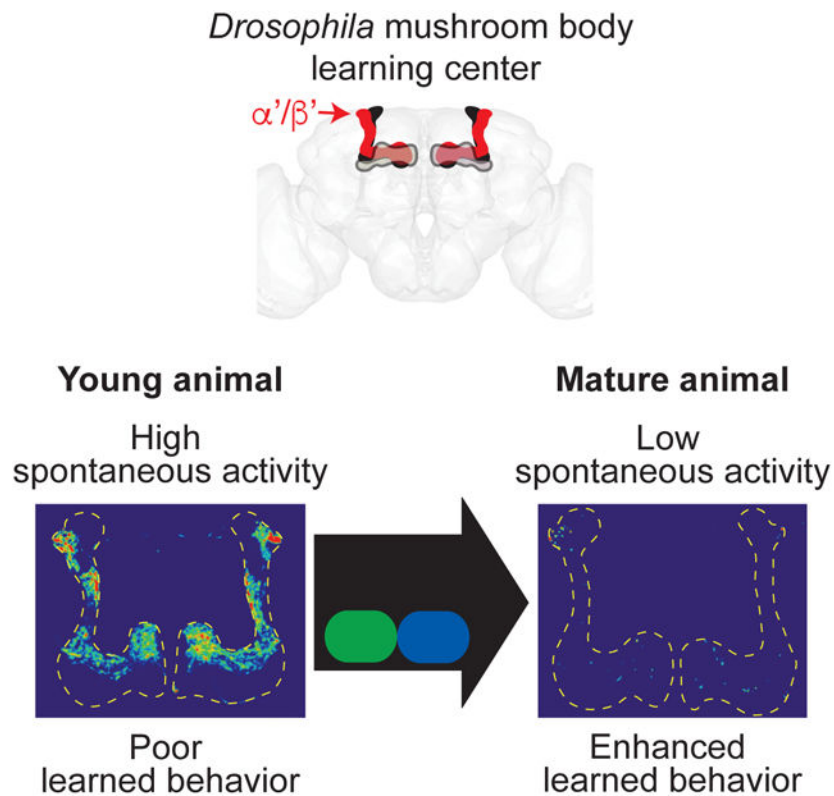 Drosophila mushroom body
learning center
α’/β’
Young animal
High
spontaneous activity
Poor
learned behavior
Mature animal
Low
spontaneous activity
Enhanced
learned behavior